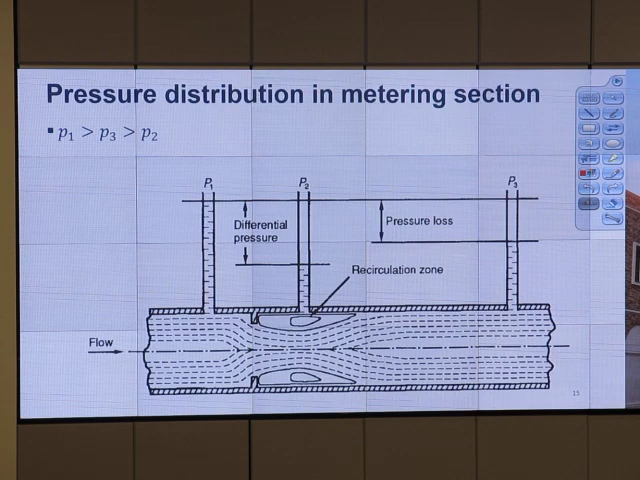 Pressure distribution in metering section
▪ p₁ > p₃ > p₂
P₁
P₂
P₃
Differential
pressure
Pressure loss
Recirculation zone
Flow
15